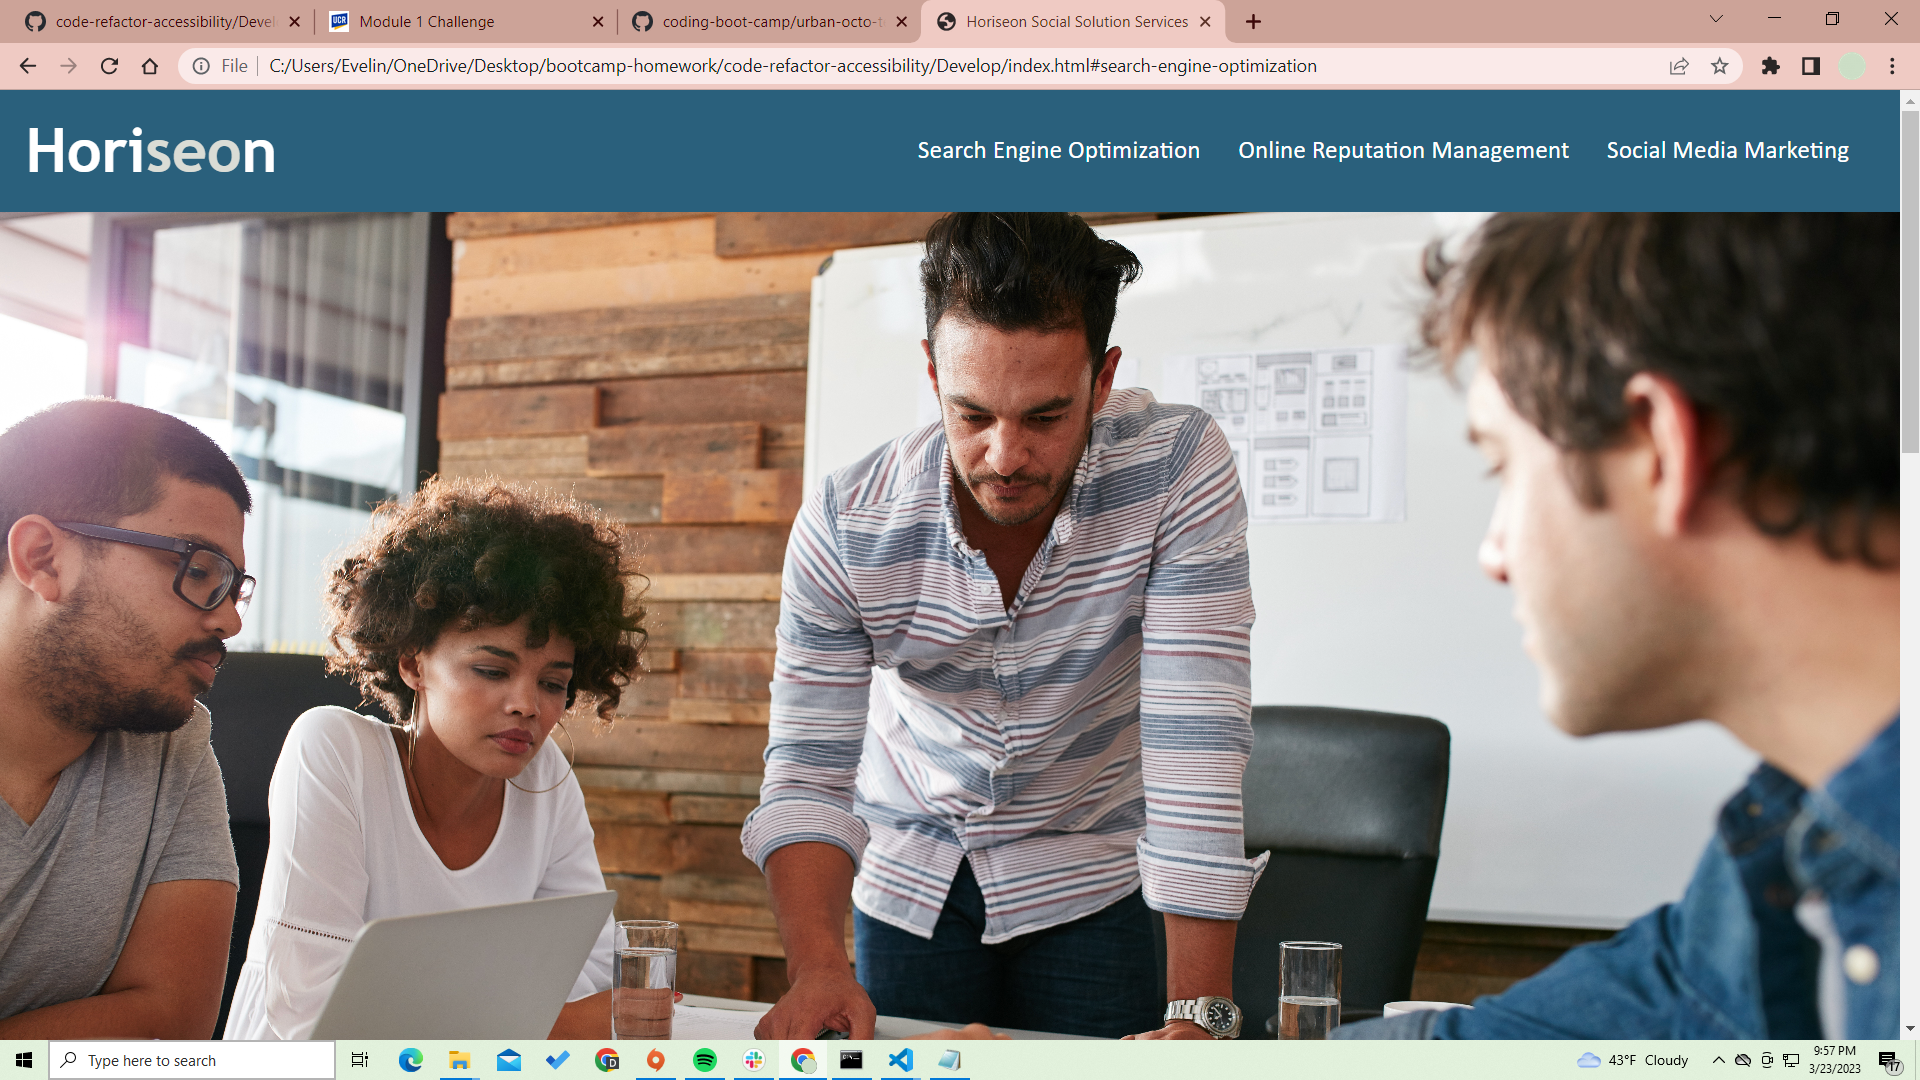 code-refactor-accessibility/Devel
Module 1 Challenge
coding-boot-camp/urban-octo-te
Horiseon Social Solution Services
File
C:/Users/Evelin/OneDrive/Desktop/bootcamp-homework/code-refactor-accessibility/Develop/index.html#search-engine-optimization
Horiseon
Search Engine Optimization
Online Reputation Management
Social Media Marketing
Type here to search
43°F Cloudy
9:57 PM
3/23/2023
17